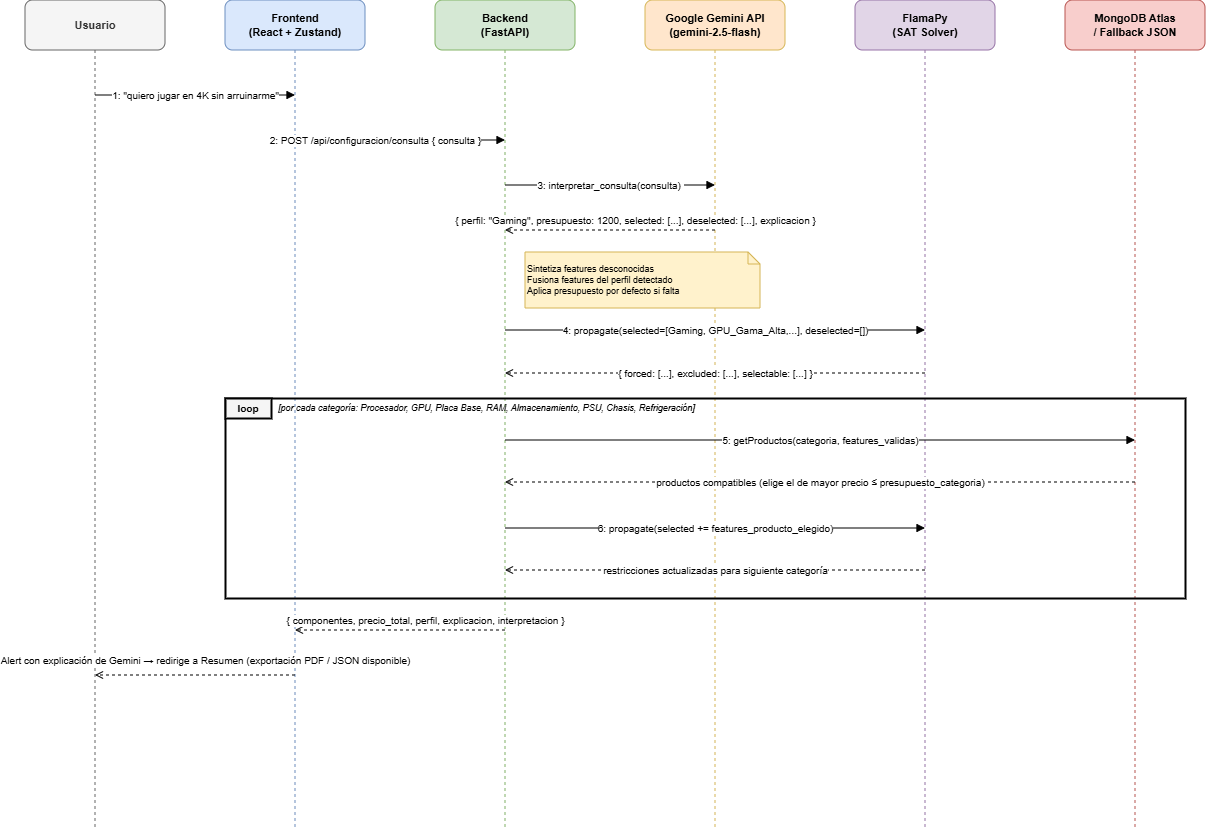 Usuario
Frontend
(React + Zustand)
Backend
(FastAPI)
Google Gemini API
(gemini-2.5-flash)
FlamaPy
(SAT Solver)
MongoDB Atlas
/ Fallback JSON
1: "quiero jugar en 4K sin arruinarme"
2: POST /api/configuracion/consulta { consulta }
3: interpretar_consulta(consulta)
{ perfil: "Gaming", presupuesto: 1200, selected: [...], deselected: [...], explicacion }
Sintetiza features desconocidas
Fusiona features del perfil detectado
Aplica presupuesto por defecto si falta
4: propagate(selected=[Gaming, GPU_Gama_Alta,...], deselected=[])
{ forced: [...], excluded: [...], selectable: [...] }
loop
[por cada categoría: Procesador, GPU, Placa Base, RAM, Almacenamiento, PSU, Chasis, Refrigeración]
5: getProductos(categoria, features_validas)
productos compatibles (elige el de mayor precio ≤ presupuesto_categoria)
6: propagate(selected += features_producto_elegido)
restricciones actualizadas para siguiente categoría
{ componentes, precio_total, perfil, explicacion, interpretacion }
Alert con explicación de Gemini → redirige a Resumen (exportación PDF / JSON disponible)